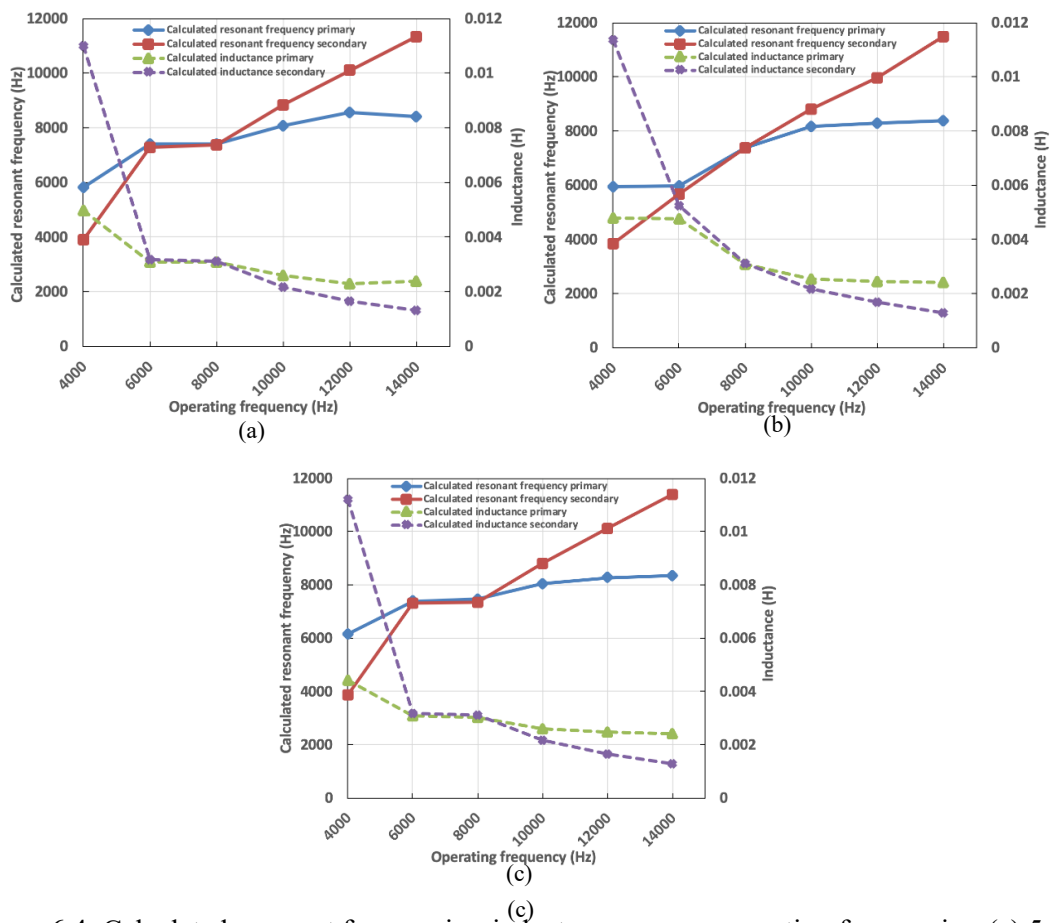 12000
10000
8000
6000
4000
2000
0
Calculated resonant frequency (Hz)
Calculated resonant frequency primary
Calculated resonant frequency secondary
Calculated inductance primary
Calculated inductance secondary
0.012
0.01
0.008
0.006
0.004
0.002
0
Inductance (H)
4000 6000 8000 10000 12000 14000
Operating frequency (Hz)
(a)
12000
10000
8000
6000
4000
2000
0
Calculated resonant frequency (Hz)
Calculated resonant frequency primary
Calculated resonant frequency secondary
Calculated inductance primary
Calculated inductance secondary
0.012
0.01
0.008
0.006
0.004
0.002
0
Inductance (H)
4000 6000 8000 10000 12000 14000
Operating frequency (Hz)
(b)
12000
10000
8000
6000
4000
2000
0
Calculated resonant frequency (Hz)
Calculated resonant frequency primary
Calculated resonant frequency secondary
Calculated inductance primary
Calculated inductance secondary
0.012
0.01
0.008
0.006
0.004
0.002
0
Inductance (H)
4000 6000 8000 10000 12000 14000
Operating frequency (Hz)
(c)
(c)
6.4: Calculated resonant frequencies (a) 5